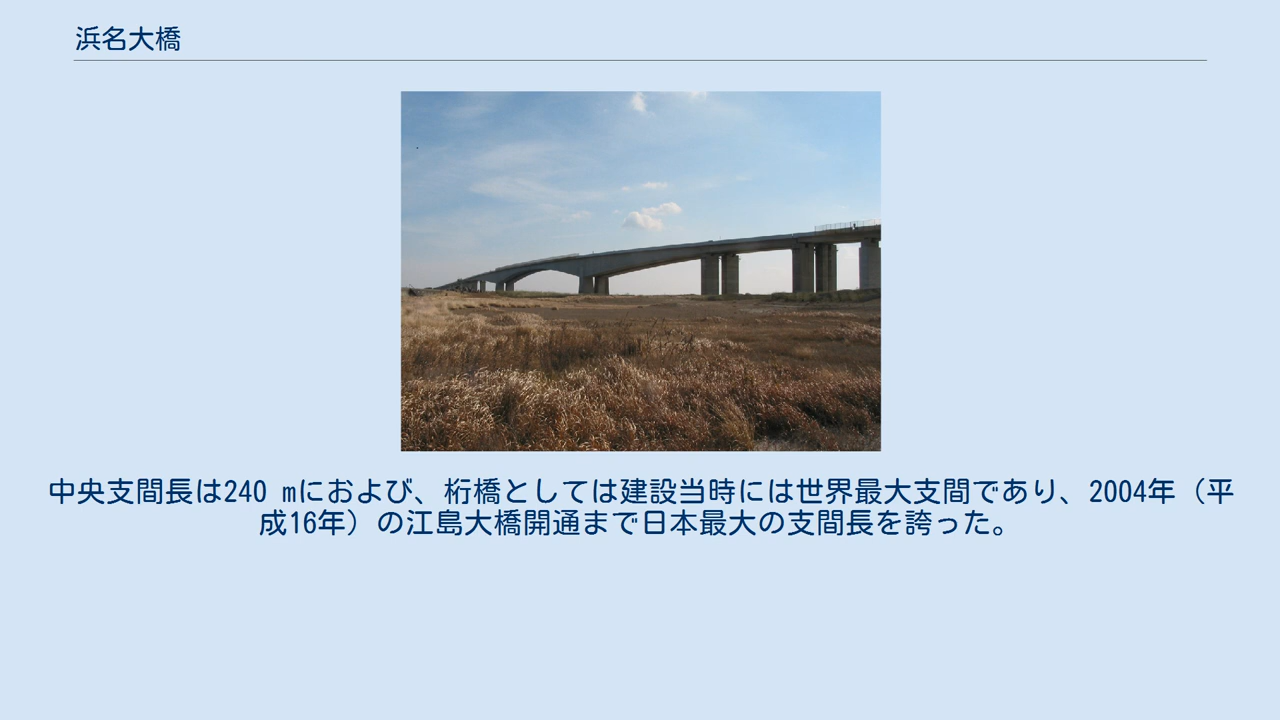 浜名大橋
中央支間長は240 mにおよび、桁橋としては建設当時には世界最大支間であり、2004年（平
成16年）の江島大橋開通まで日本最大の支間長を誇った。